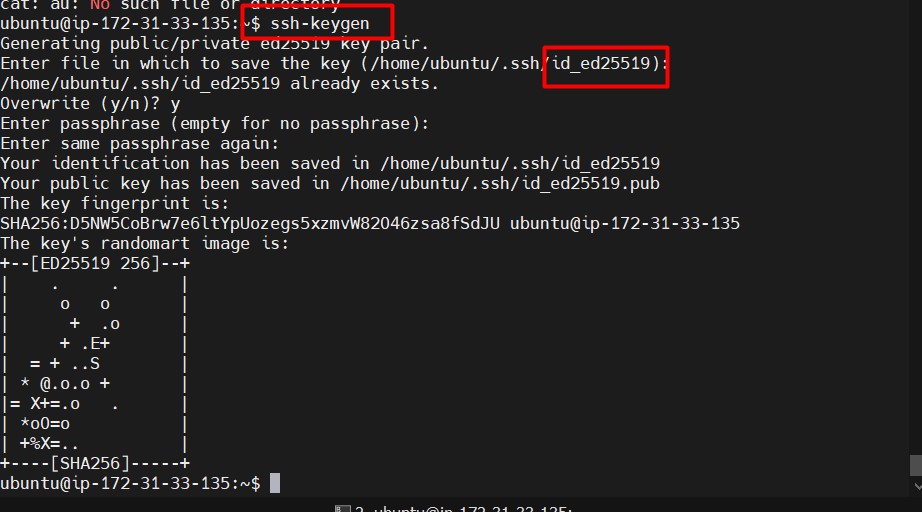 cat: au: No such file or directory
ubuntu@ip-172-31-33-135:~$ ssh-keygen
Generating public/private ed25519 key pair.
Enter file in which to save the key (/home/ubuntu/.ssh/id_ed25519):
/home/ubuntu/.ssh/id_ed25519 already exists.
Overwrite (y/n)? y
Enter passphrase (empty for no passphrase):
Enter same passphrase again:
Your identification has been saved in /home/ubuntu/.ssh/id_ed25519
Your public key has been saved in /home/ubuntu/.ssh/id_ed25519.pub
The key fingerprint is:
SHA256:D5NW5CoBrw7e6ltYpUozegs5xzmvW82O46zsa8fSdJU ubuntu@ip-172-31-33-135
The key's randomart image is:
+--[ED25519 256]--+
|    .     .      |
|     o   o       |
|      +  .o      |
|     + .E+       |
|  = + ..S        |
| * @.o.o +       |
|= X+=.o   .      |
| *oO=o           |
| +%X=..          |
+----[SHA256]-----+
ubuntu@ip-172-31-33-135:~$
2. ubuntu@ip-172-31-33-135: